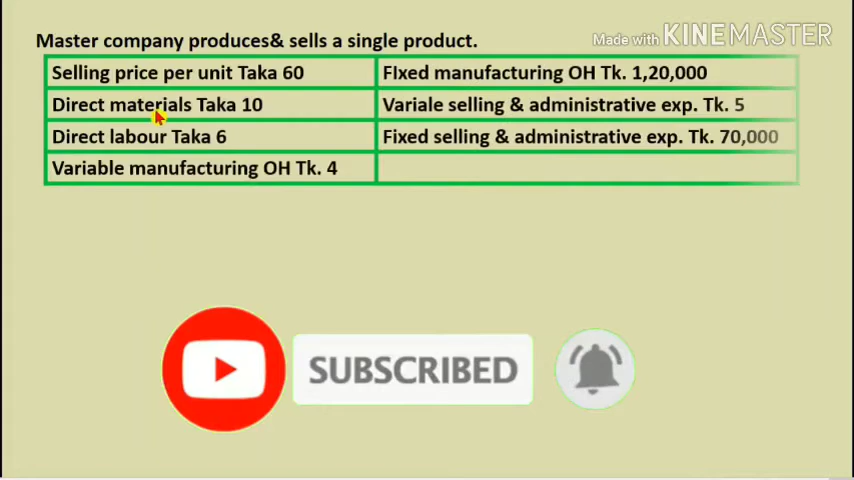 Made with KINEMASTER
Master company produces& sells a single product.
Selling price per unit Taka 60
FIxed manufacturing OH Tk. 1,20,000
Direct materials Taka 10
Variale selling & administrative exp. Tk. 5
Direct labour Taka 6
Fixed selling & administrative exp. Tk. 70,000
Variable manufacturing OH Tk. 4
SUBSCRIBED